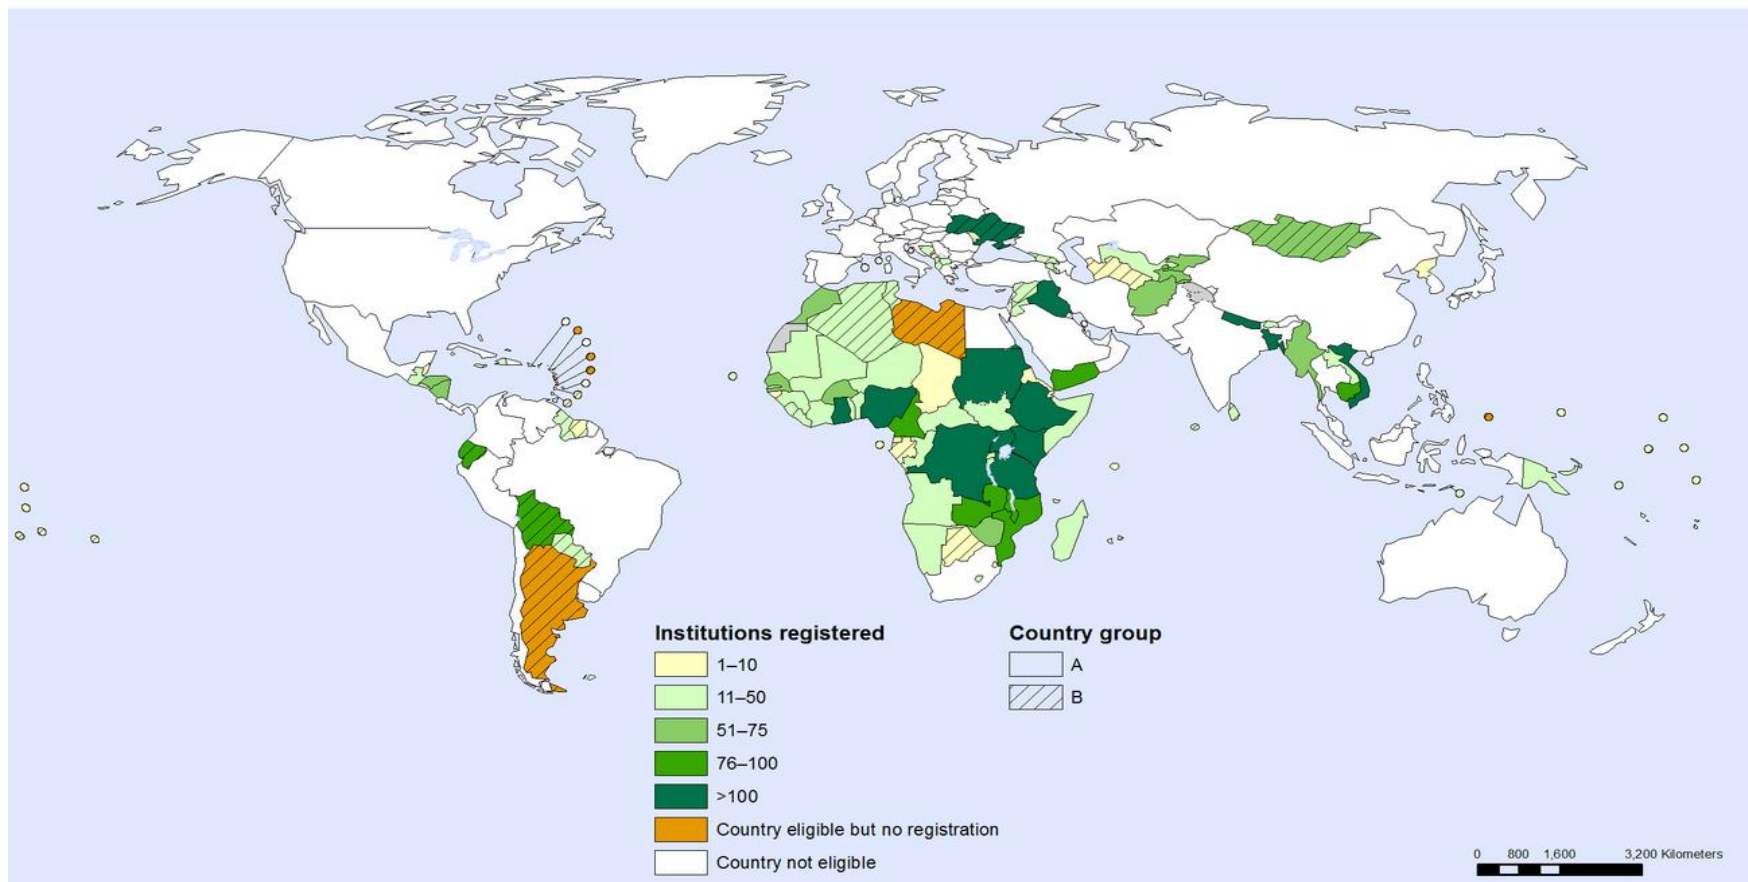 Institutions registered
1–10
11–50
51–75
76–100
>100
Country eligible but no registration
Country not eligible
Country group
A
B
0 800 1,600 3,200 Kilometers